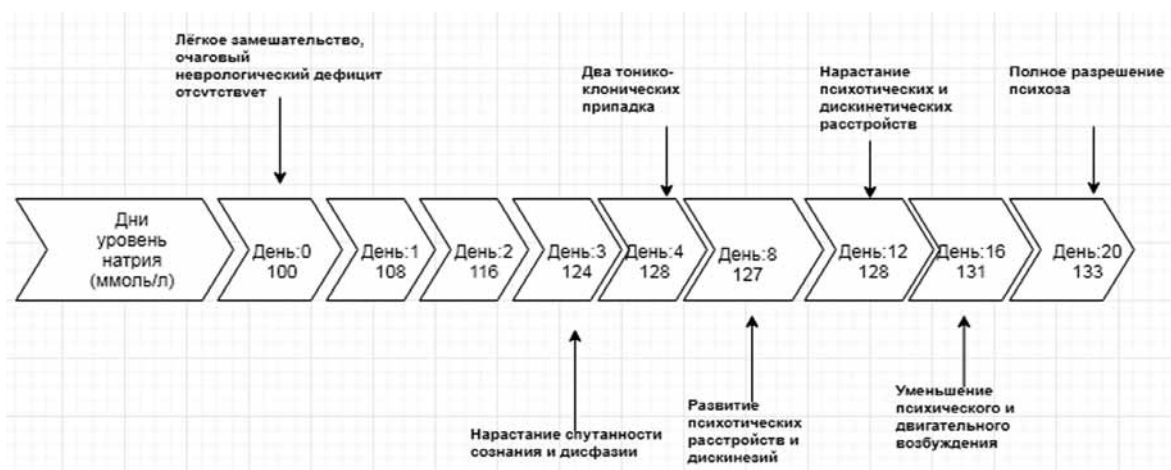 Лёгкое замешательство,
очаговый
неврологический дефицит
отсутствует
Два тонико-
клонических
припадка
Нарастание
психотических и
дискинетических
расстройств
Полное разрешение
психоза
Дни
уровень
натрия
(ммоль/л)
День:0
100
День:1
108
День:2
116
День:3
124
День:4
128
День:8
127
День:12
128
День:16
131
День:20
133
Нарастание спутанности
сознания и дисфазии
Развитие
психотических
расстройств и
дискинезий
Уменьшение
психического и
двигательного
возбуждения